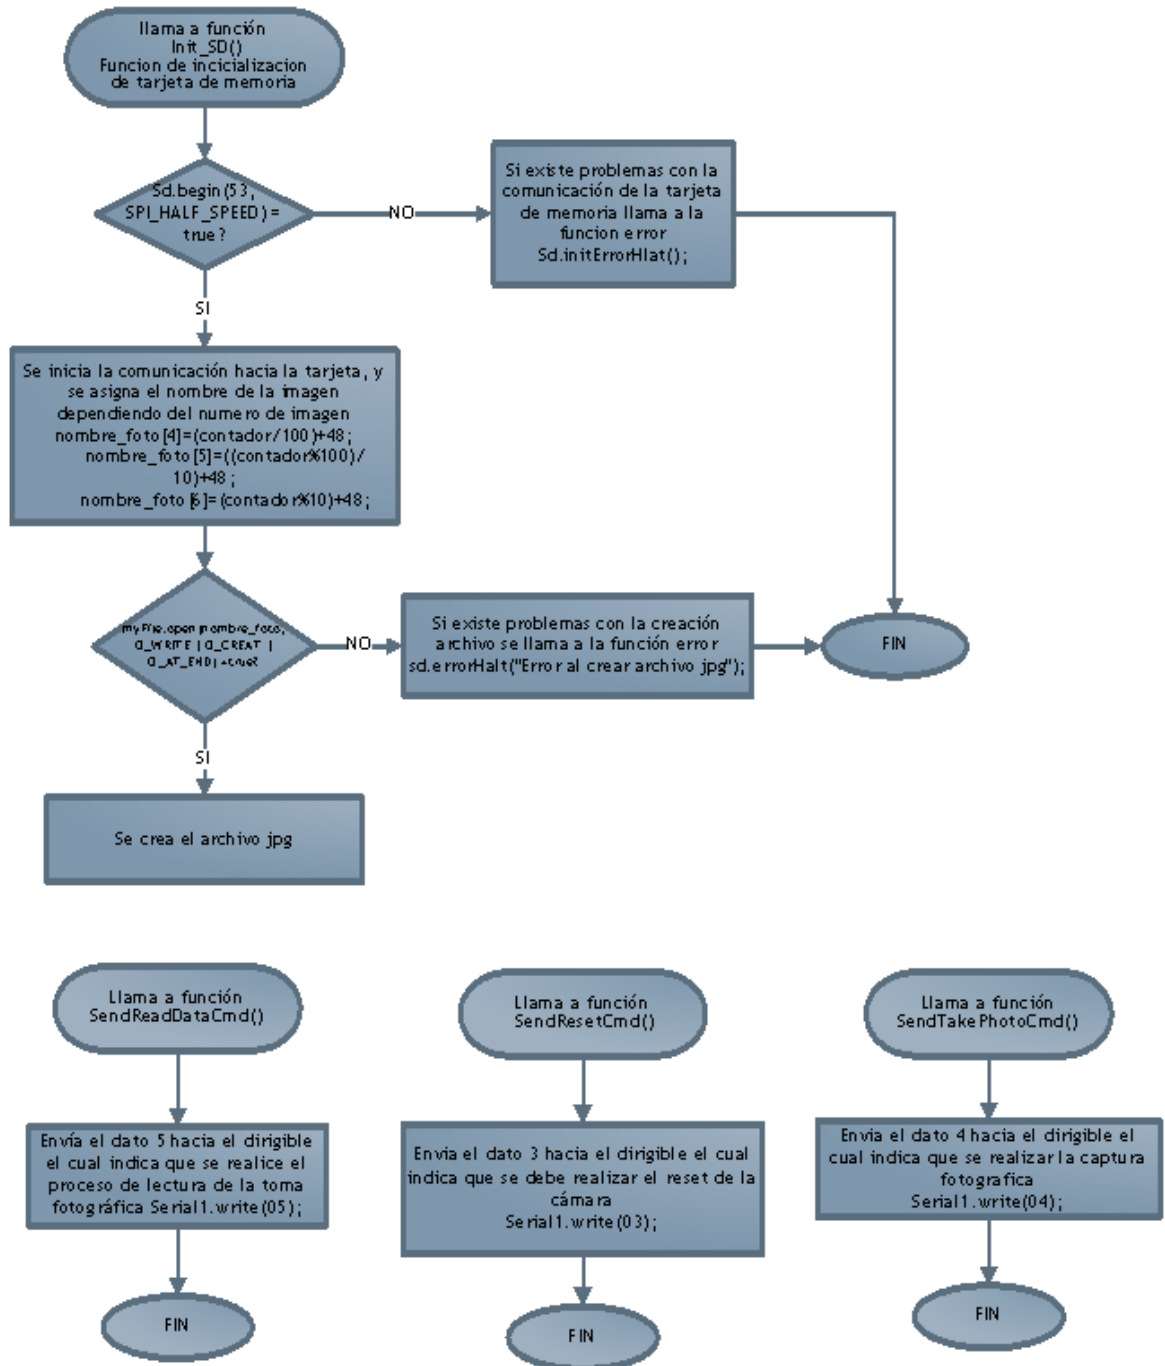 llama a función
Init_SD()
Funcion de incicializacion
de tarjeta de memoria
Sd.begin(53,
SPI_HALF_SPEED)=
true?
NO
Si existe problemas con la
comunicación de la tarjeta
de memoria llama a la
funcion error
Sd.initErrorHlat();
SI
Se inicia la comunicación hacia la tarjeta, y
se asigna el nombre de la imagen
dependiendo del numero de imagen
nombre_foto[4]=(contador/100)+48;
nombre_foto[5]=((contador%100)/
10)+48;
nombre_foto[6]=(contador%10)+48;
myFile.open(nombre_foto,
O_WRITE | O_CREAT |
O_AT_END) =true?
NO
Si existe problemas con la creación
archivo se llama a la función error
sd.errorHalt("Error al crear archivo jpg");
FIN
SI
Se crea el archivo jpg
Llama a función
SendReadDataCmd()
Envía el dato 5 hacia el dirigible
el cual indica que se realice el
proceso de lectura de la toma
fotográfica Serial1.write(05);
FIN
Llama a función
SendResetCmd()
Envia el dato 3 hacia el dirigible el cual
indica que se debe realizar el reset de la
cámara
Serial1.write(03);
FIN
Llama a función
SendTakePhotoCmd()
Envia el dato 4 hacia el dirigible el
cual indica que se realizar la captura
fotografica
Serial1.write(04);
FIN